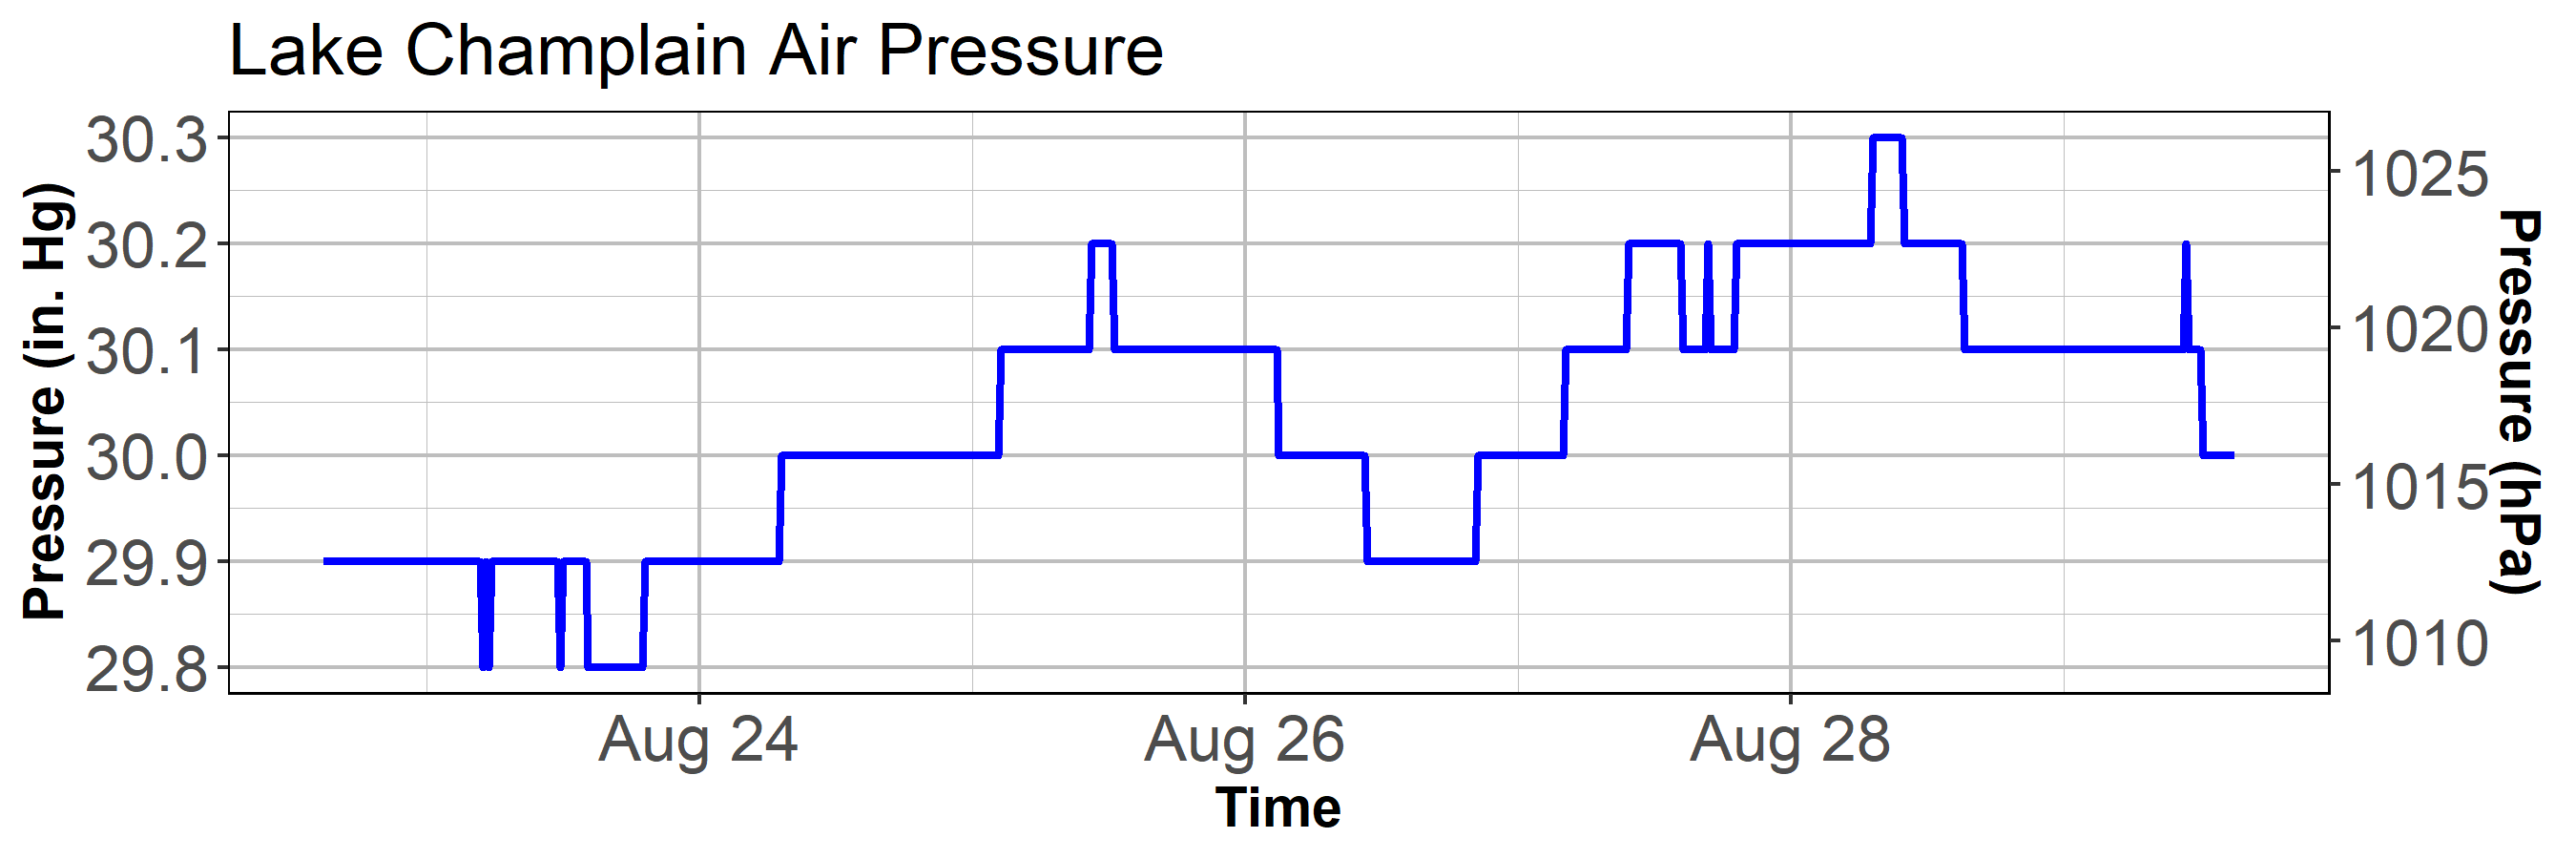 Lake Champlain Air Pressure
Pressure (in. Hg)
30.3
30.2
30.1
30.0
29.9
29.8
1025
1020
1015
1010
Pressure (hPa)
Aug 24 Aug 26 Aug 28
Time